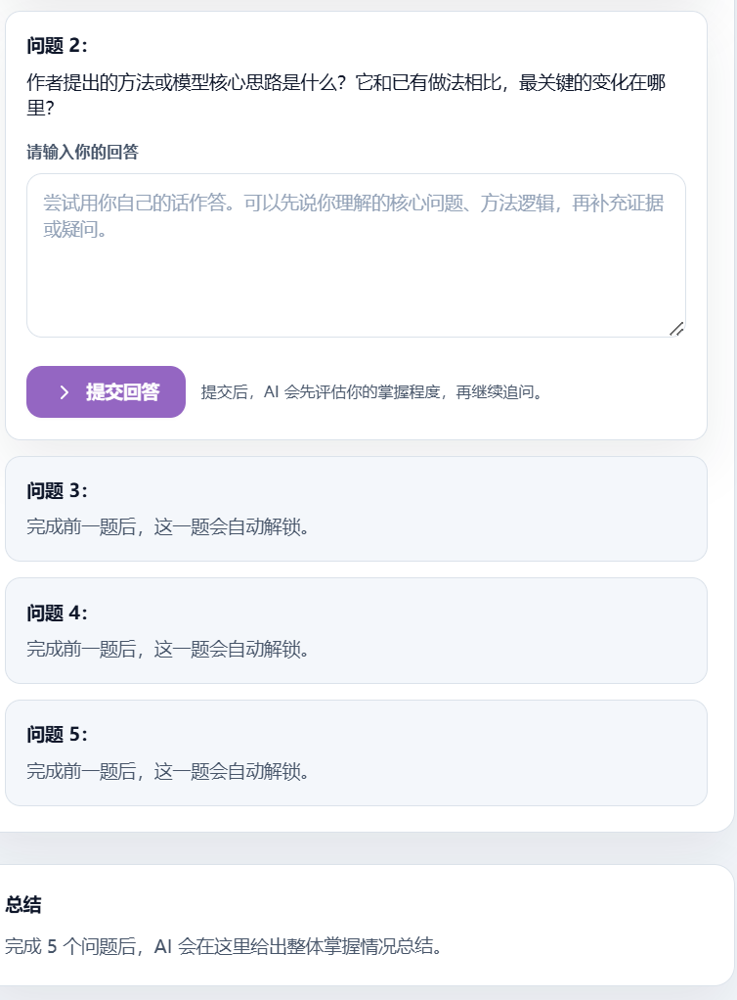 问题 2：
作者提出的方法或模型核心思路是什么？它和已有做法相比，最关键的变化在哪
里？
请输入你的回答
尝试用你自己的话作答。可以先说你理解的核心问题、方法逻辑，再补充证据
或疑问。
提交回答
提交后，AI 会先评估你的掌握程度，再继续追问。
问题 3：
完成前一题后，这一题会自动解锁。
问题 4：
完成前一题后，这一题会自动解锁。
问题 5：
完成前一题后，这一题会自动解锁。
总结
完成 5 个问题后，AI 会在这里给出整体掌握情况总结。